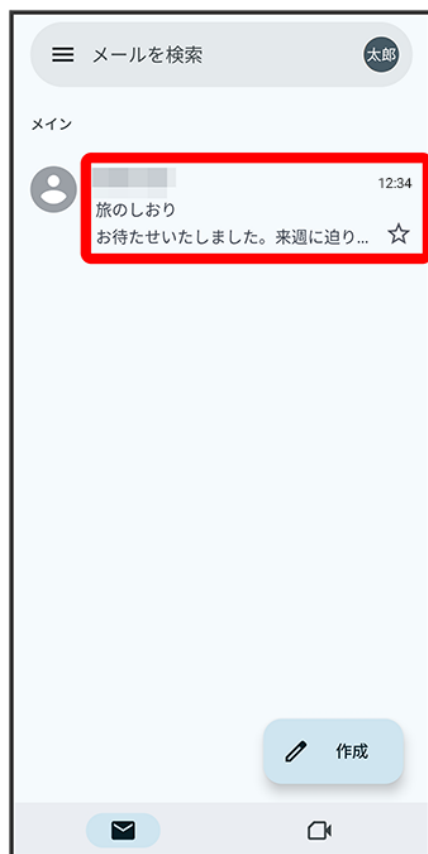 メールを検索
太郎
メイン
12:34
旅のしおり
お待たせいたしました。来週に迫り...
作成